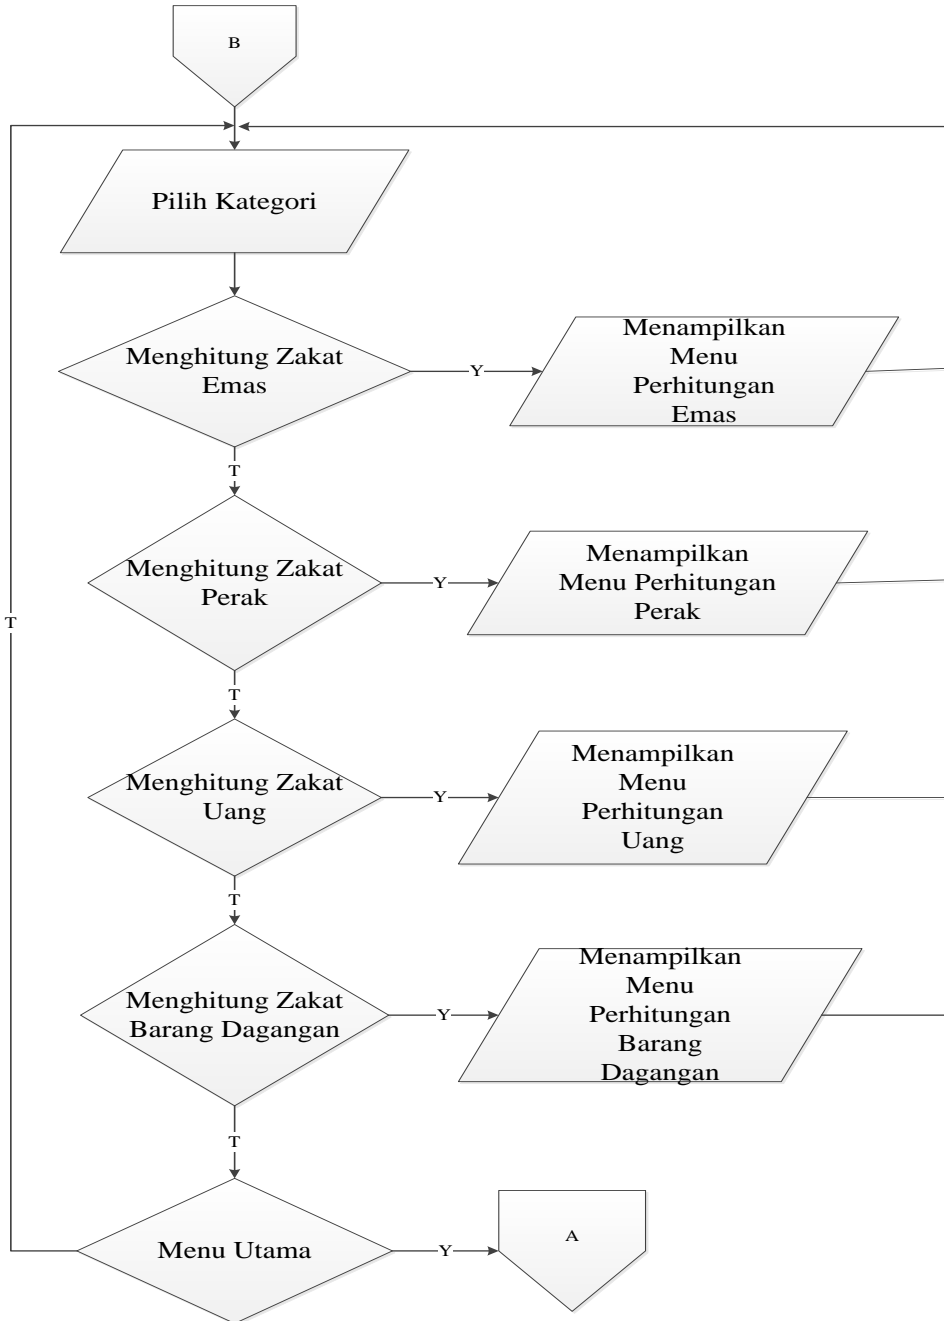 B
Pilih Kategori
Menghitung Zakat
Emas
Y
Menampilkan
Menu
Perhitungan
Emas
T
Menghitung Zakat
Perak
Y
Menampilkan
Menu Perhitungan
Perak
T
T
Menghitung Zakat
Uang
Y
Menampilkan
Menu
Perhitungan
Uang
T
Menghitung Zakat
Barang Dagangan
Y
Menampilkan
Menu
Perhitungan
Barang
Dagangan
T
Menu Utama
Y
A